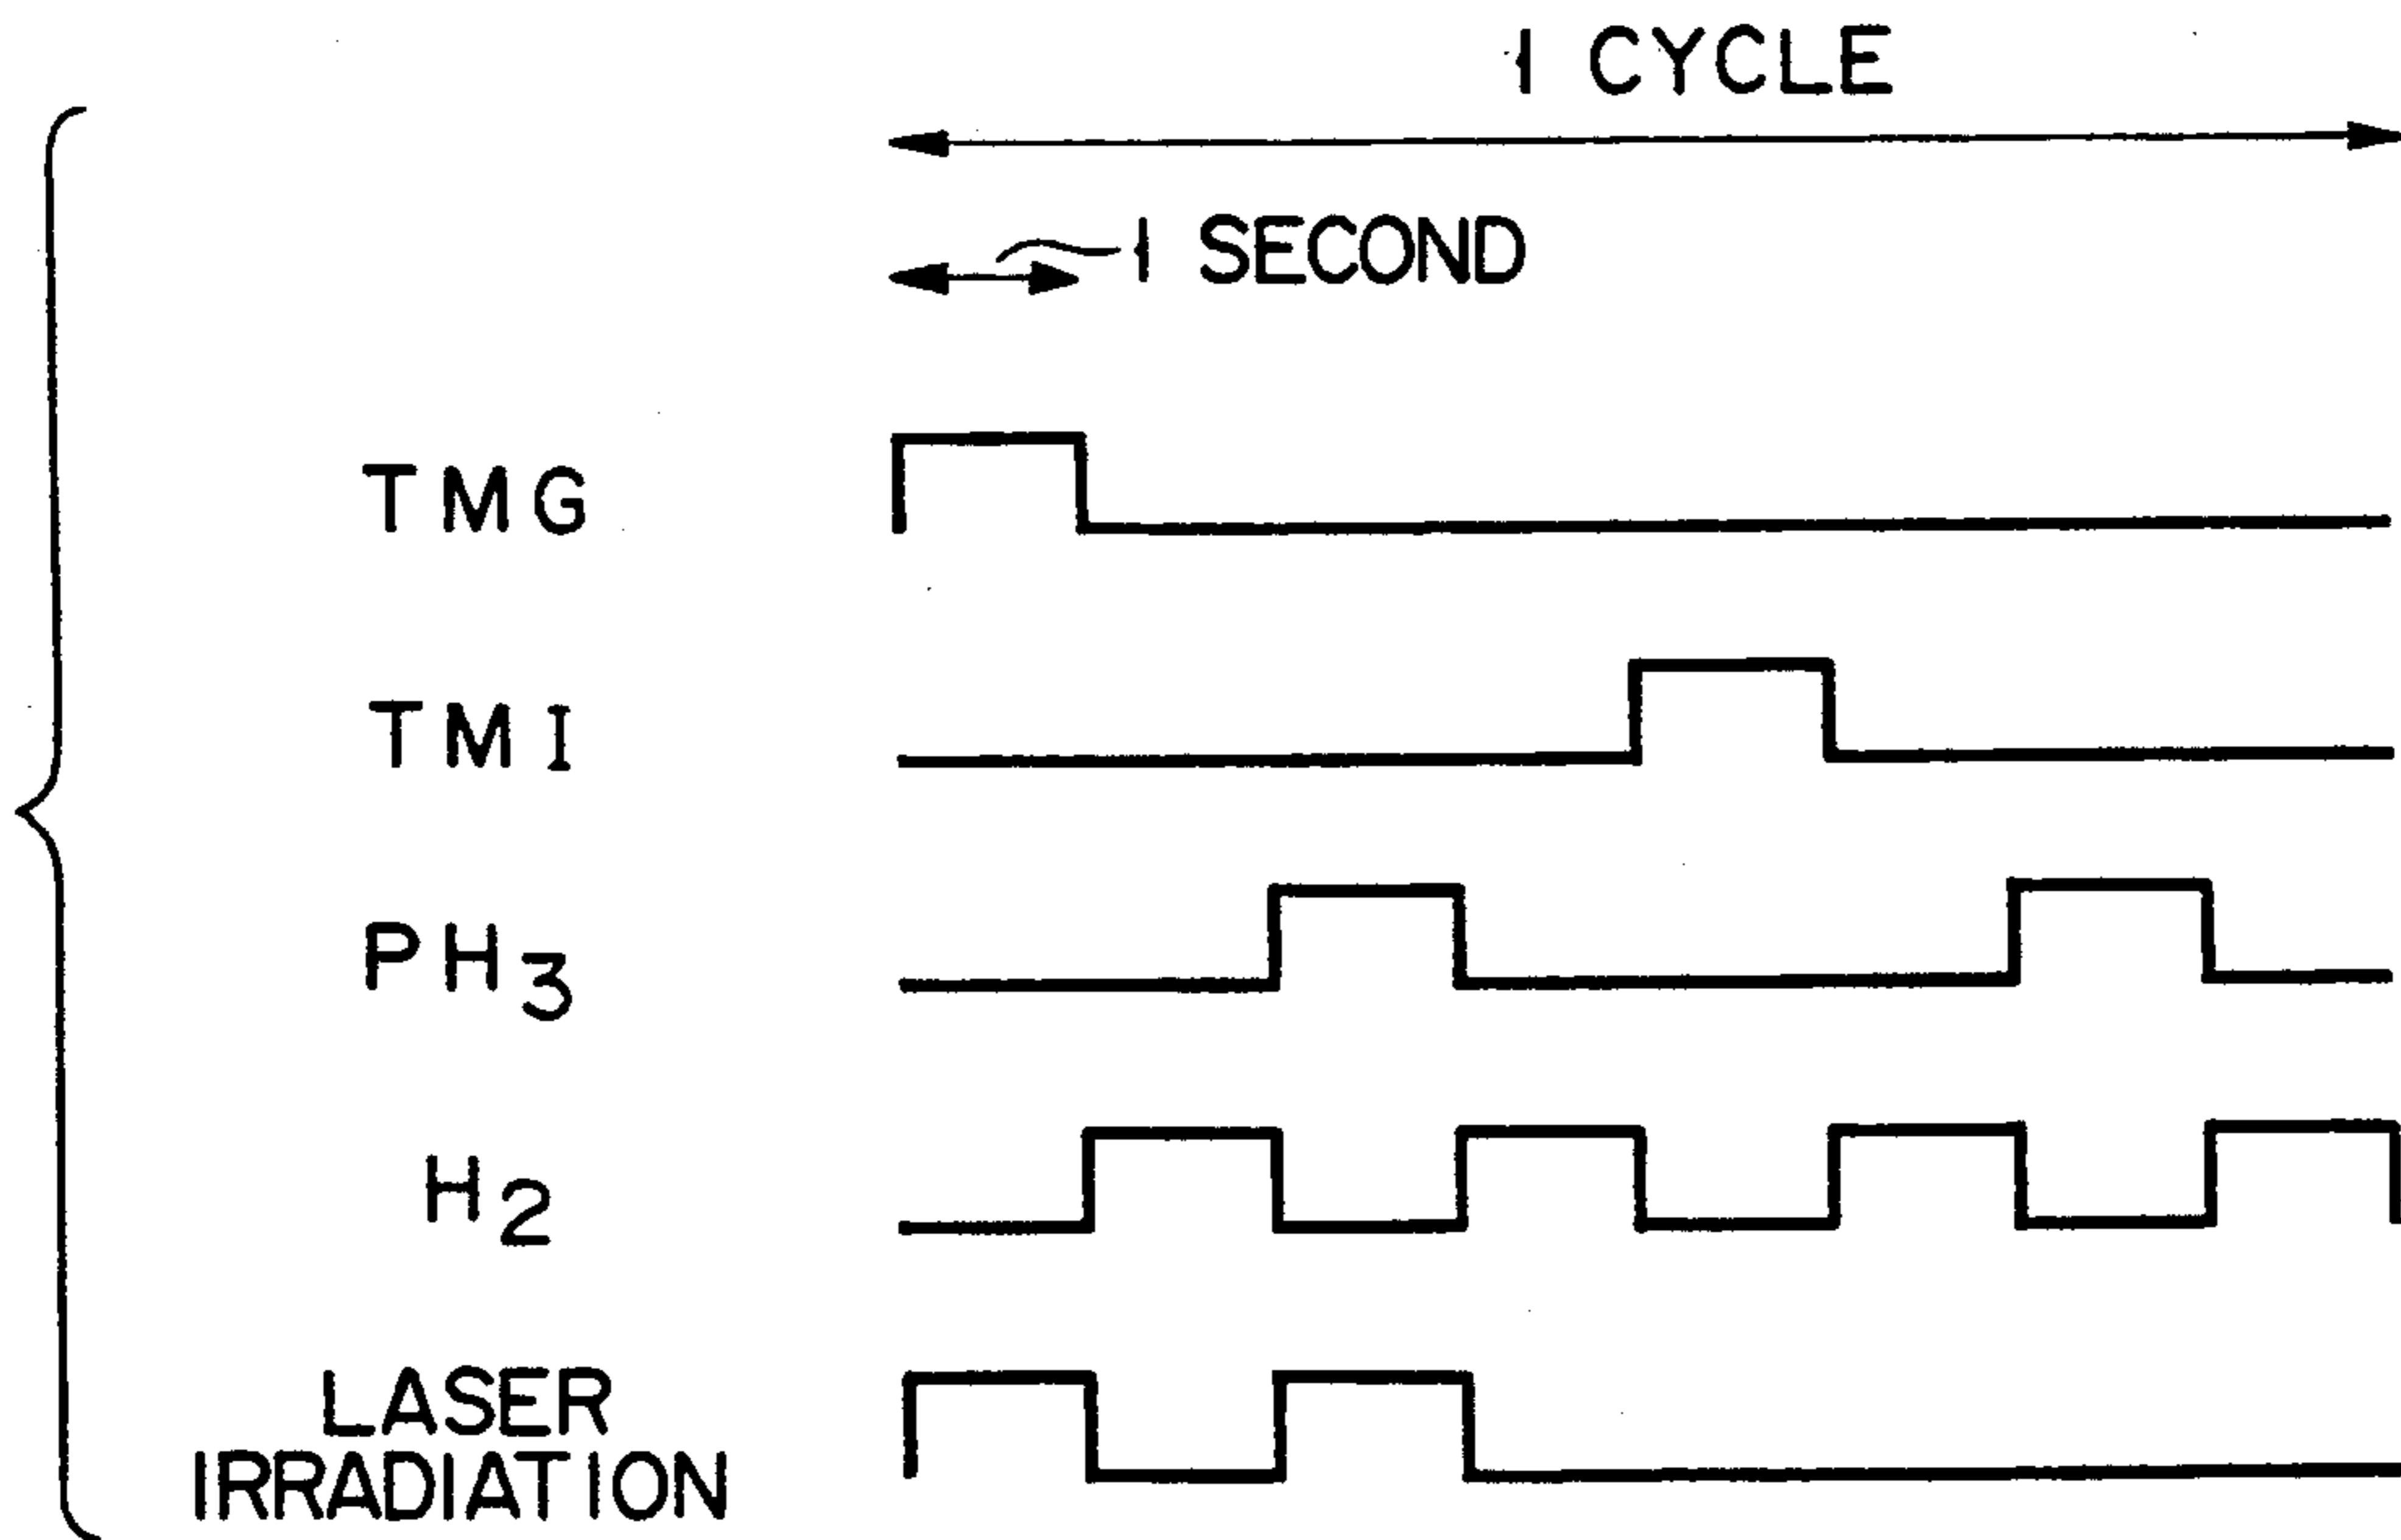 1 CYCLE
1 SECOND
TMG
TMI
PH3
H2
LASER
IRRADIATION